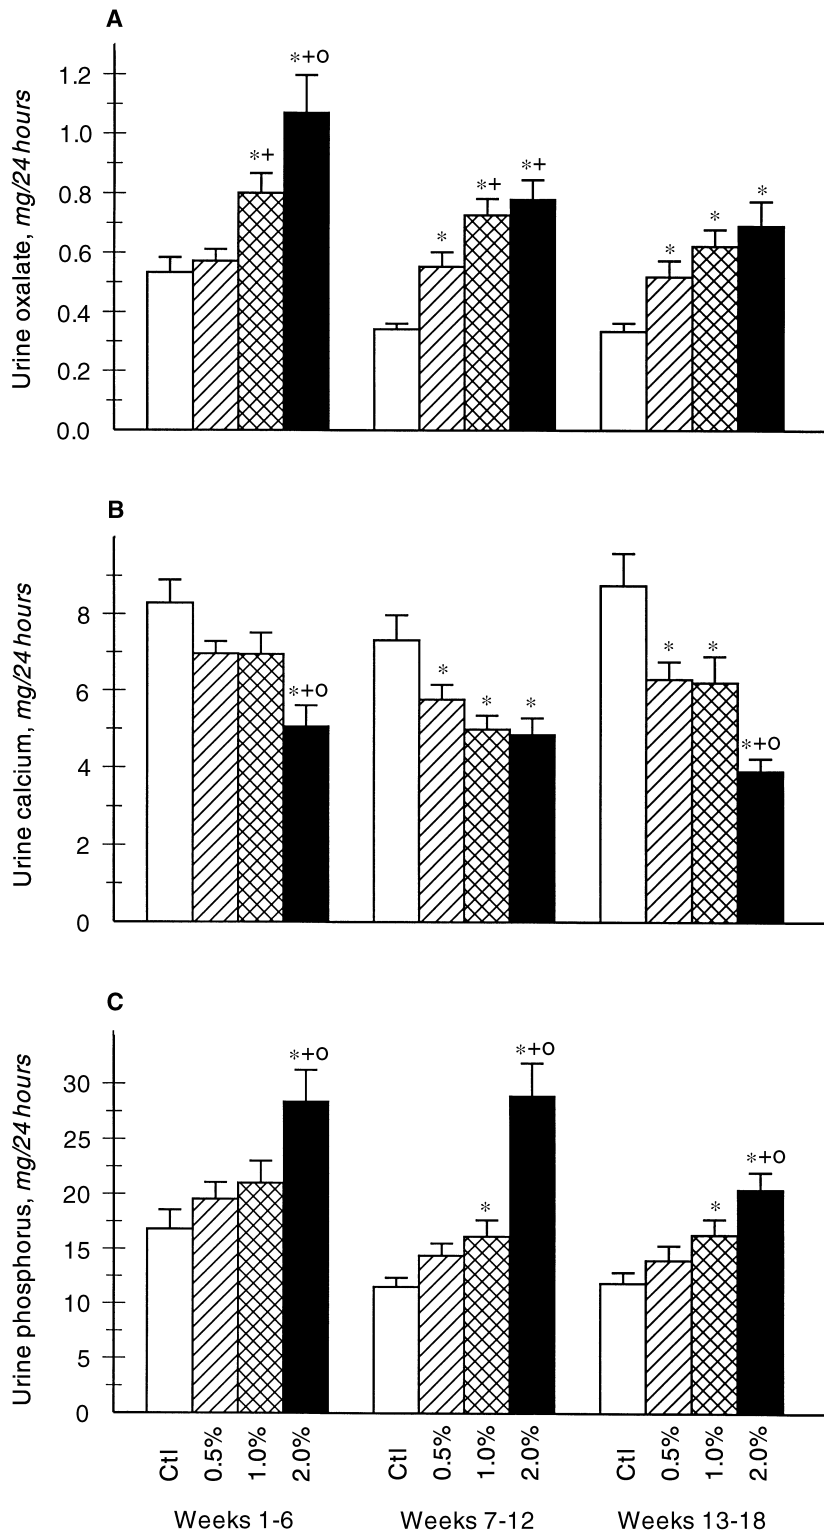 A
Urine oxalate, mg/24 hours
1.2
1.0
0.8
0.6
0.4
0.2
0.0
*+
*+o
*
*+
*+
*
*
*
B
Urine calcium, mg/24 hours
8
6
4
2
0
*+o
*
*
*
*
*
*+o
C
Urine phosphorus, mg/24 hours
30
25
20
15
10
5
0
*+o
*
*+o
*
*+o
Ctl
0.5%
1.0%
2.0%
Ctl
0.5%
1.0%
2.0%
Ctl
0.5%
1.0%
2.0%
Weeks 1-6
Weeks 7-12
Weeks 13-18